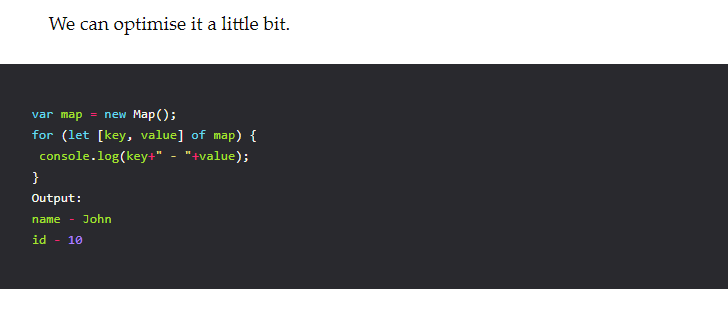 We can optimise it a little bit.
var map = new Map();
for (let [key, value] of map) {
console.log(key+" - "+value);
}
Output:
name - John
id - 10